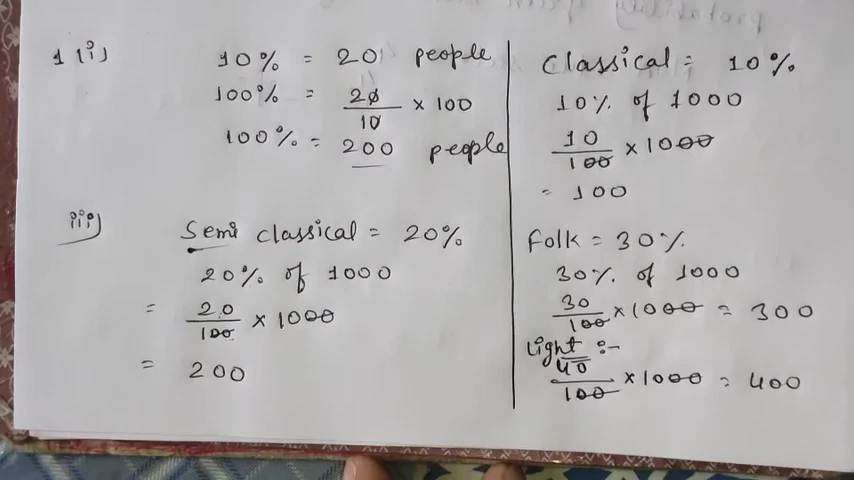 1 (i)
10% = 20 people
100% = 20/10 × 100
100% = 200 people
iii)
Semi classical = 20%
20% of 1000
= 20/100 × 1000
= 200
Classical = 10%
10% of 1000
10/100 × 1000
= 100
Folk = 30%
30% of 1000
30/100 × 1000 = 300
Light :-
40/100 × 1000 = 400